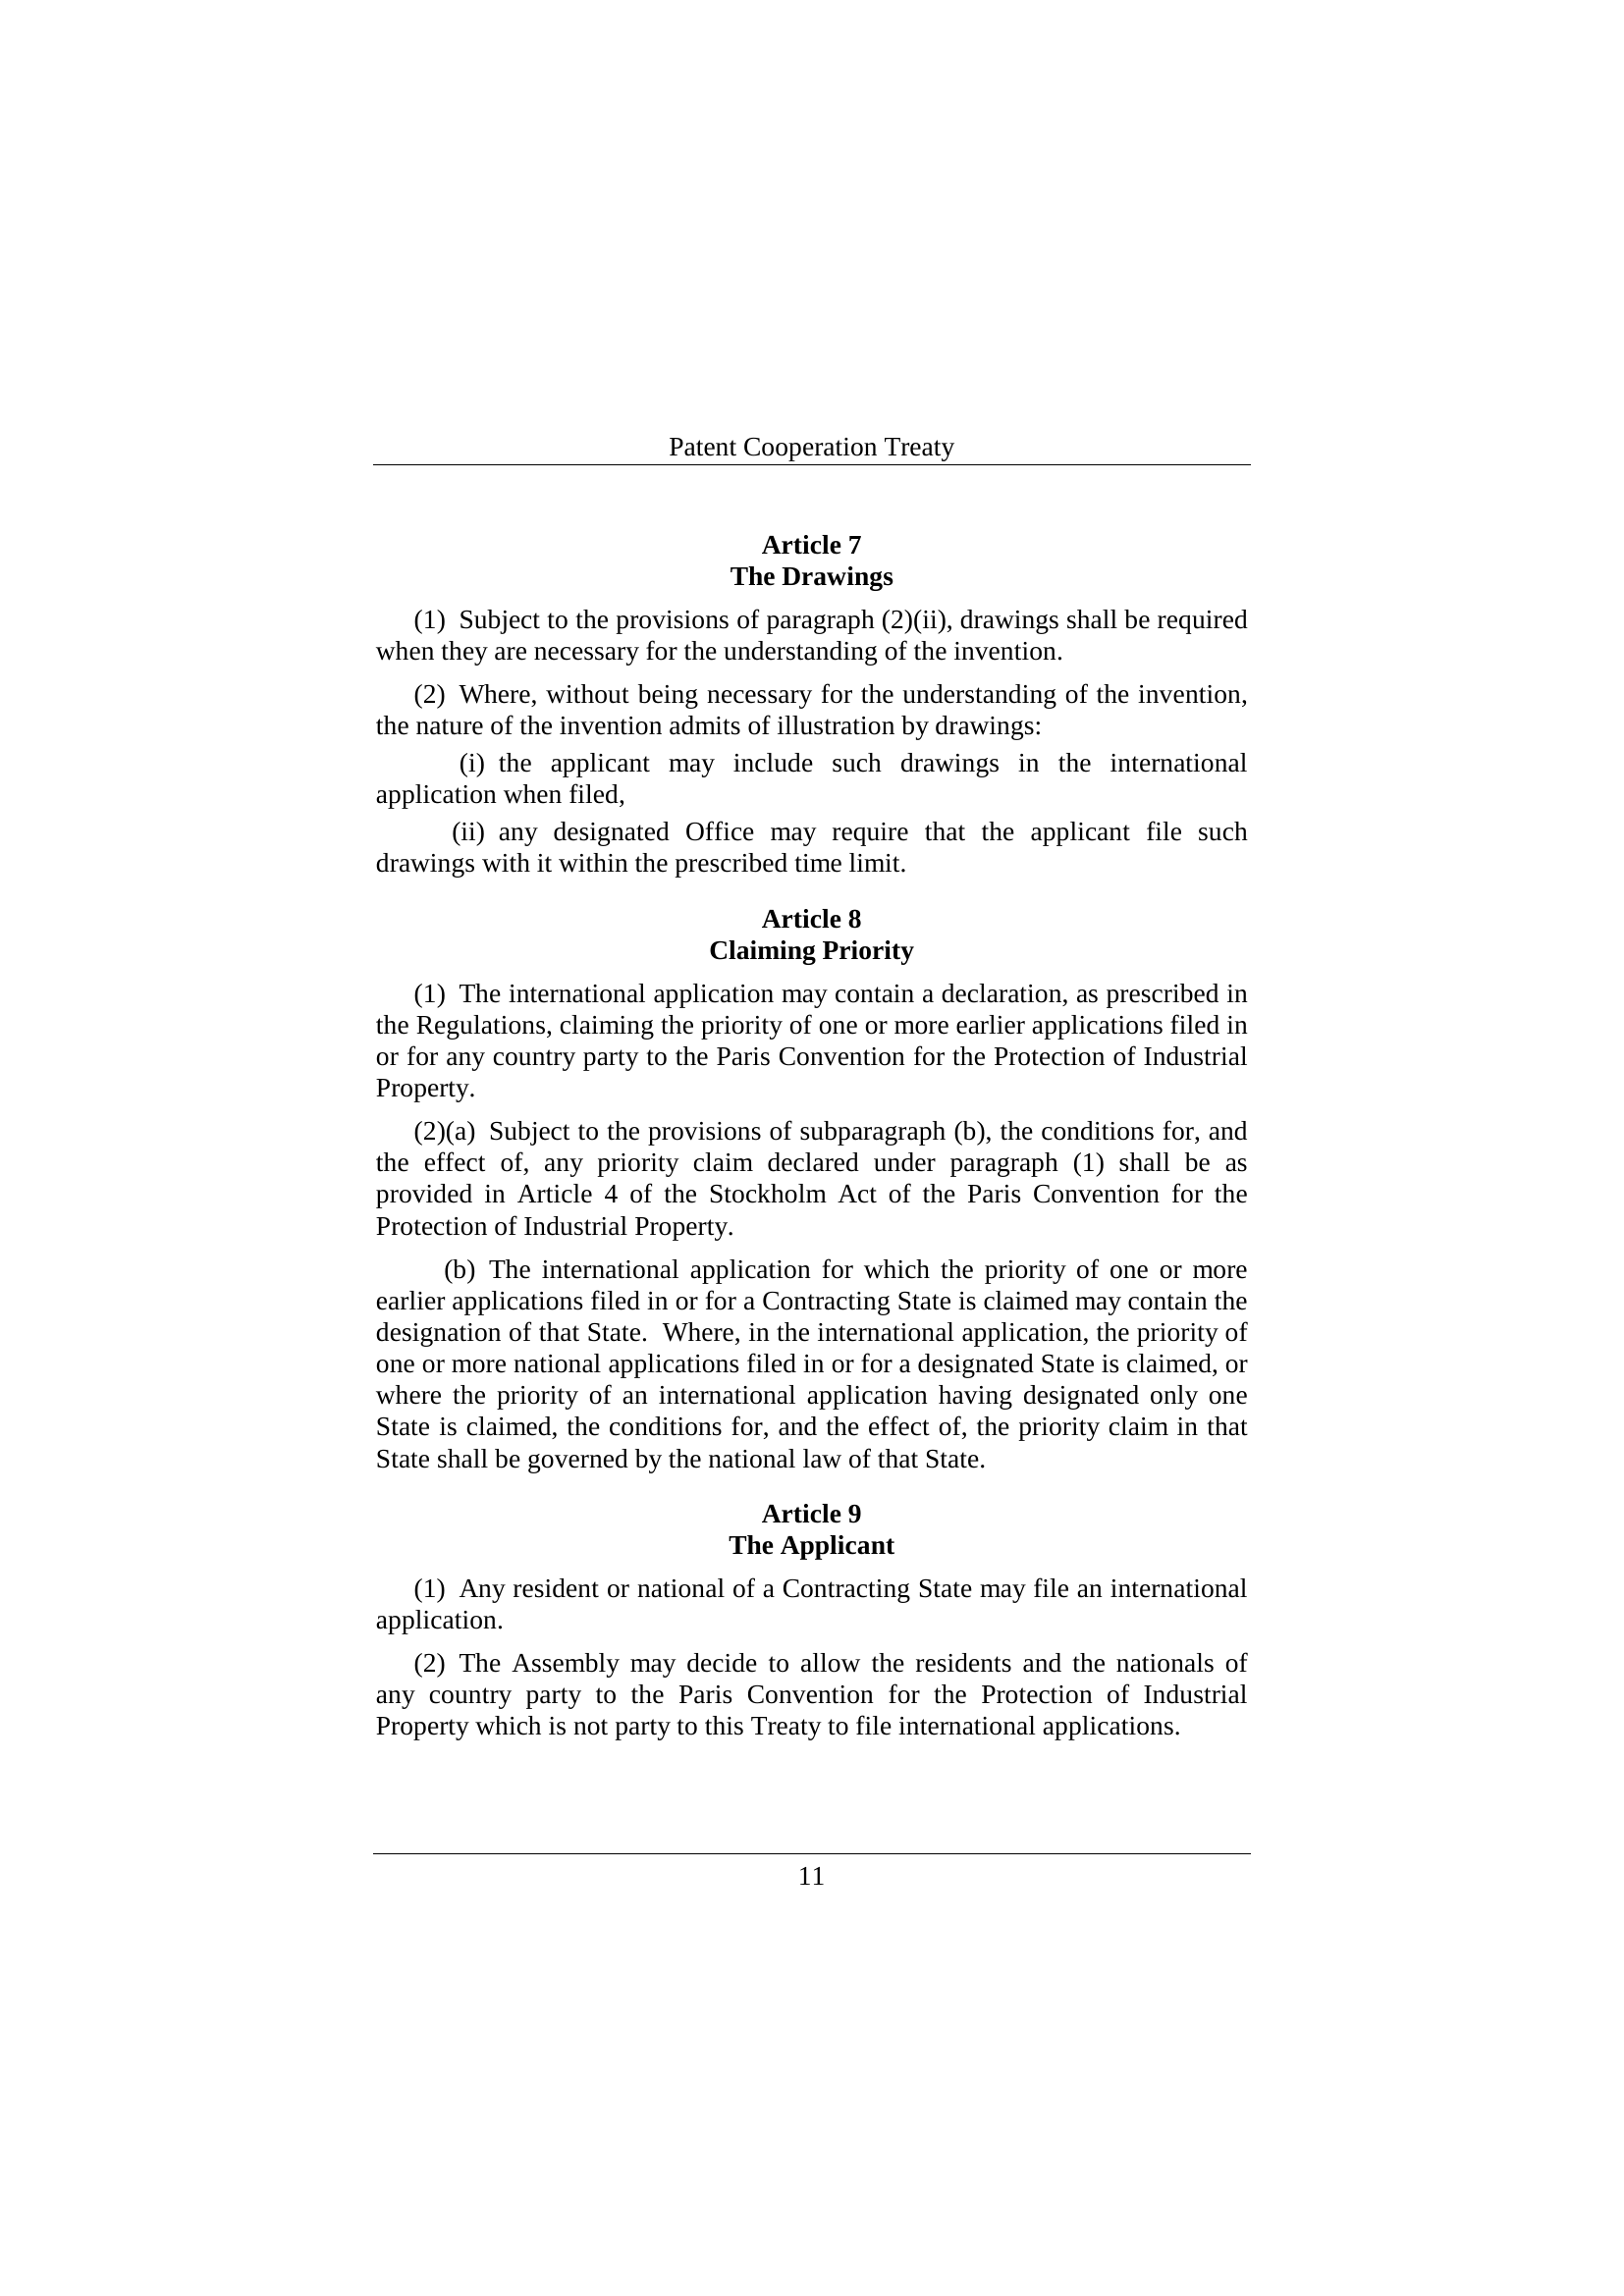 Patent Cooperation Treaty
Article 7
The Drawings
(1) Subject to the provisions of paragraph (2)(ii), drawings shall be required
when they are necessary for the understanding of the invention.
(2) Where, without being necessary for the understanding of the invention,
the nature of the invention admits of illustration by drawings:
(i) the applicant may include such drawings in the international
application when filed,
(ii) any designated Office may require that the applicant file such
drawings with it within the prescribed time limit.
Article 8
Claiming Priority
(1) The international application may contain a declaration, as prescribed in
the Regulations, claiming the priority of one or more earlier applications filed in
or for any country party to the Paris Convention for the Protection of Industrial
Property.
(2)(a) Subject to the provisions of subparagraph (b), the conditions for, and
the effect of, any priority claim declared under paragraph (1) shall be as
provided in Article 4 of the Stockholm Act of the Paris Convention for the
Protection of Industrial Property.
(b) The international application for which the priority of one or more
earlier applications filed in or for a Contracting State is claimed may contain the
designation of that State. Where, in the international application, the priority of
one or more national applications filed in or for a designated State is claimed, or
where the priority of an international application having designated only one
State is claimed, the conditions for, and the effect of, the priority claim in that
State shall be governed by the national law of that State.
Article 9
The Applicant
(1) Any resident or national of a Contracting State may file an international
application.
(2) The Assembly may decide to allow the residents and the nationals of
any country party to the Paris Convention for the Protection of Industrial
Property which is not party to this Treaty to file international applications.
11